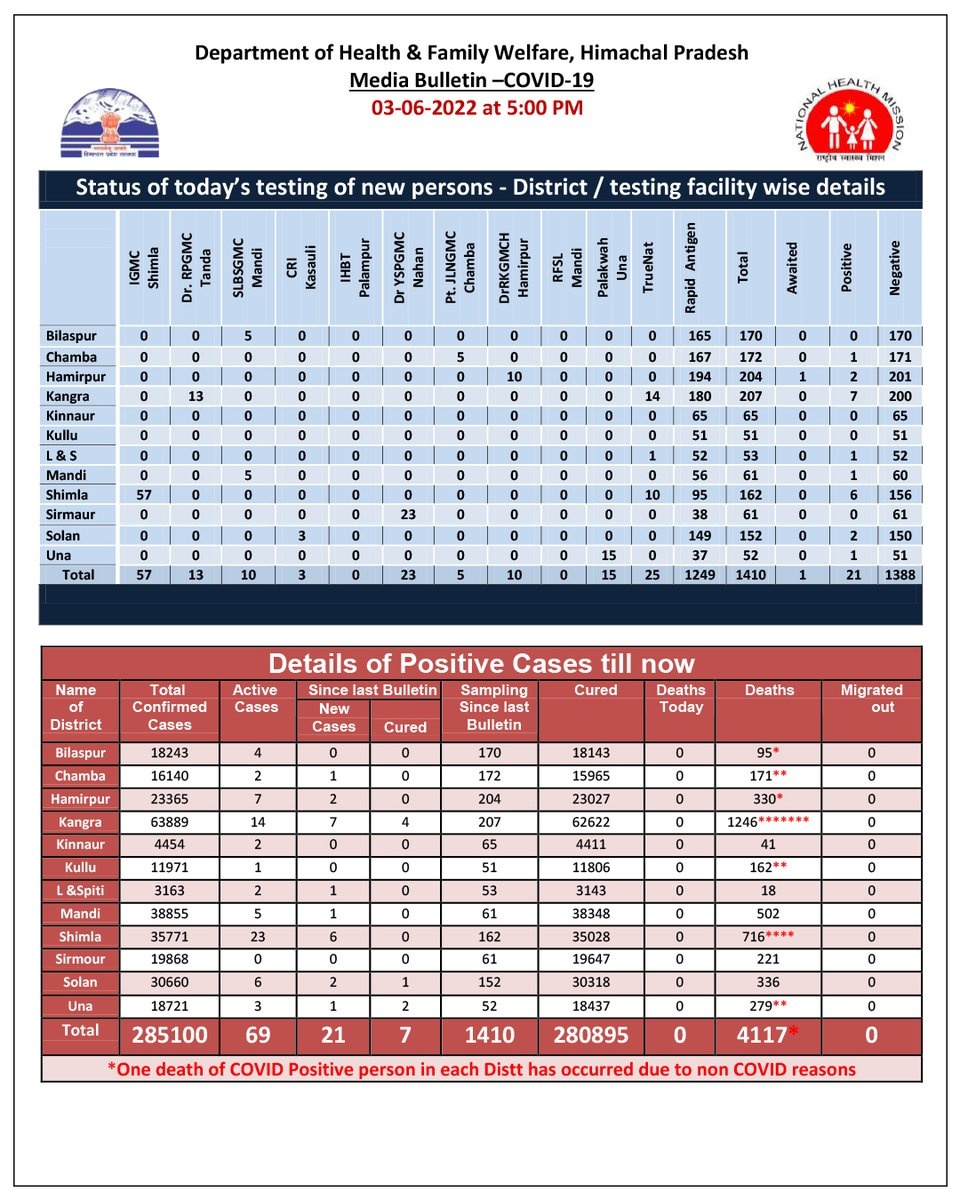 Department of Health & Family Welfare, Himachal Pradesh
Media Bulletin –COVID-19
03-06-2022 at 5:00 PM
हिमाचल प्रदेश सरकार
NATIONAL HEALTH MISSION
राष्ट्रीय स्वास्थ्य मिशन
Status of today's testing of new persons - District / testing facility wise details
IGMC Shimla Dr. RPGMC Tanda SLBSGMC Mandi CRI Kasauli IHBT Palampur Dr YSPGMC Nahan Pt. JLNGMC Chamba DrRKGMCH Hamirpur RFSL Mandi Palakwah Una TrueNat Rapid Antigen Total Awaited Positive Negative
Bilaspur 0 0 5 0 0 0 0 0 0 0 0 165 170 0 0 170
Chamba 0 0 0 0 0 0 5 0 0 0 0 167 172 0 1 171
Hamirpur 0 0 0 0 0 0 0 10 0 0 0 194 204 1 2 201
Kangra 0 13 0 0 0 0 0 0 0 0 14 180 207 0 7 200
Kinnaur 0 0 0 0 0 0 0 0 0 0 0 65 65 0 0 65
Kullu 0 0 0 0 0 0 0 0 0 0 0 51 51 0 0 51
L & S 0 0 0 0 0 0 0 0 0 0 1 52 53 0 1 52
Mandi 0 0 5 0 0 0 0 0 0 0 0 56 61 0 1 60
Shimla 57 0 0 0 0 0 0 0 0 0 10 95 162 0 6 156
Sirmaur 0 0 0 0 0 23 0 0 0 0 0 38 61 0 0 61
Solan 0 0 0 3 0 0 0 0 0 0 0 149 152 0 2 150
Una 0 0 0 0 0 0 0 0 0 15 0 37 52 0 1 51
Total 57 13 10 3 0 23 5 10 0 15 25 1249 1410 1 21 1388
Details of Positive Cases till now
Name of District Total Confirmed Cases Active Cases Since last Bulletin New Cases Cured Sampling Since last Bulletin Cured Deaths Today Deaths Migrated out
Bilaspur 18243 4 0 0 170 18143 0 95* 0
Chamba 16140 2 1 0 172 15965 0 171** 0
Hamirpur 23365 7 2 0 204 23027 0 330* 0
Kangra 63889 14 7 4 207 62622 0 1246******* 0
Kinnaur 4454 2 0 0 65 4411 0 41 0
Kullu 11971 1 0 0 51 11806 0 162** 0
L &Spiti 3163 2 1 0 53 3143 0 18 0
Mandi 38855 5 1 0 61 38348 0 502 0
Shimla 35771 23 6 0 162 35028 0 716**** 0
Sirmour 19868 0 0 0 61 19647 0 221 0
Solan 30660 6 2 1 152 30318 0 336 0
Una 18721 3 1 2 52 18437 0 279** 0
Total 285100 69 21 7 1410 280895 0 4117* 0
*One death of COVID Positive person in each Distt has occurred due to non COVID reasons